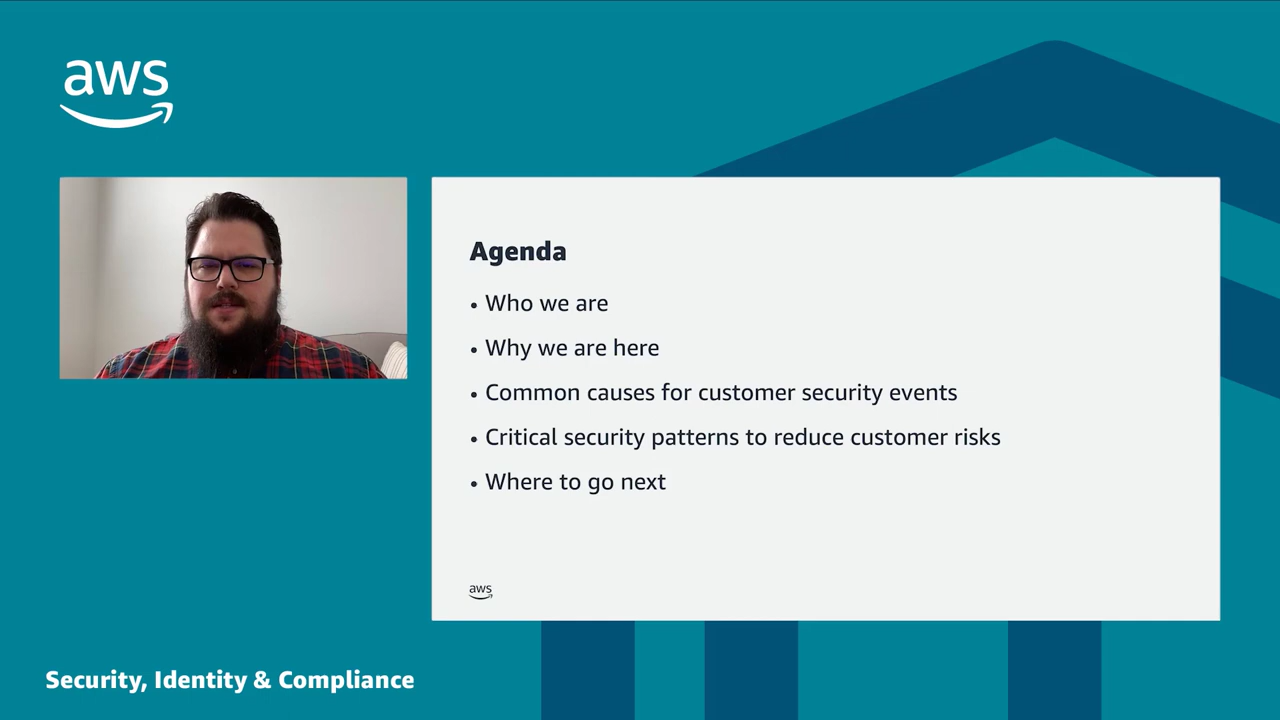 aws
Agenda
• Who we are
• Why we are here
• Common causes for customer security events
• Critical security patterns to reduce customer risks
• Where to go next
aws
Security, Identity & Compliance